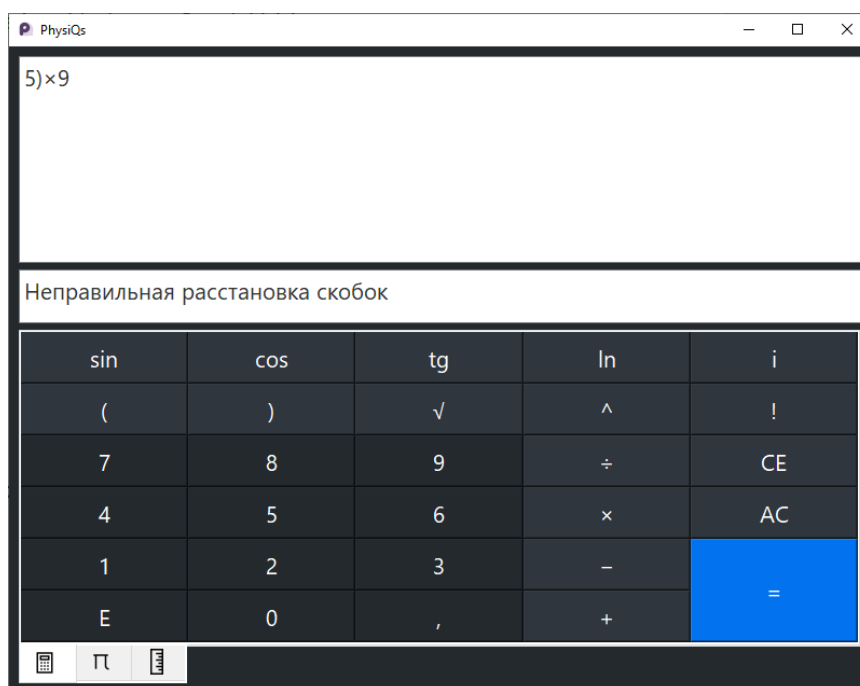 PhysiQs
5)×9
Неправильная расстановка скобок
sin cos tg ln i
( ) √ ^ !
7 8 9 ÷ CE
4 5 6 × AC
1 2 3 −
=
E 0 , +
π